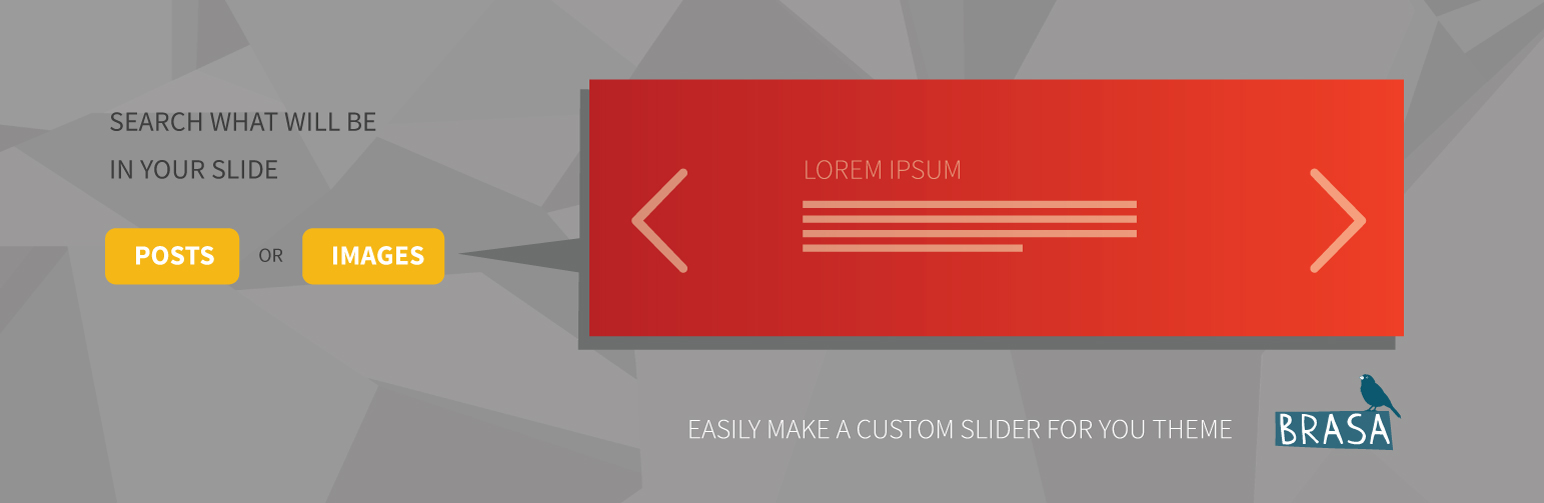 SEARCH WHAT WILL BE
IN YOUR SLIDE
POSTS OR IMAGES
LOREM IPSUM
EASILY MAKE A CUSTOM SLIDER FOR YOU THEME
BRASA